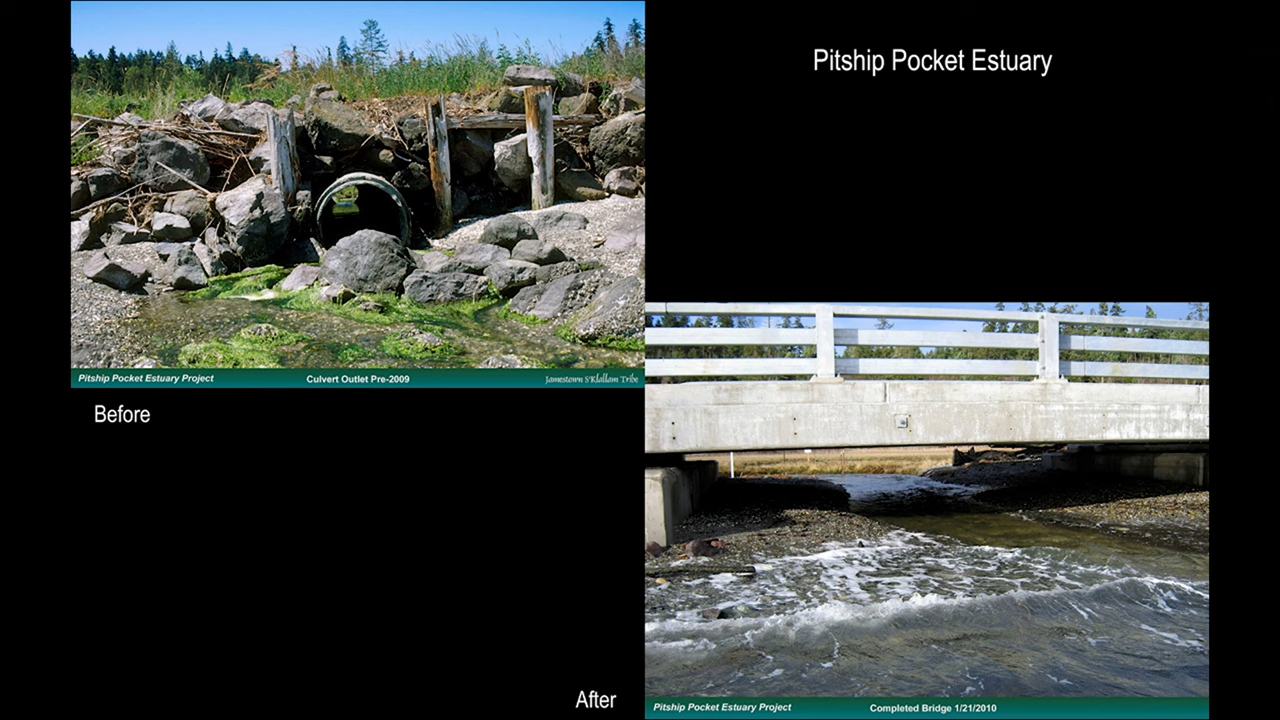 Pitship Pocket Estuary
Pitship Pocket Estuary Project
Culvert Outlet Pre-2009
Jamestown S'Klallam Tribe
Before
After
Pitship Pocket Estuary Project
Completed Bridge 1/21/2010